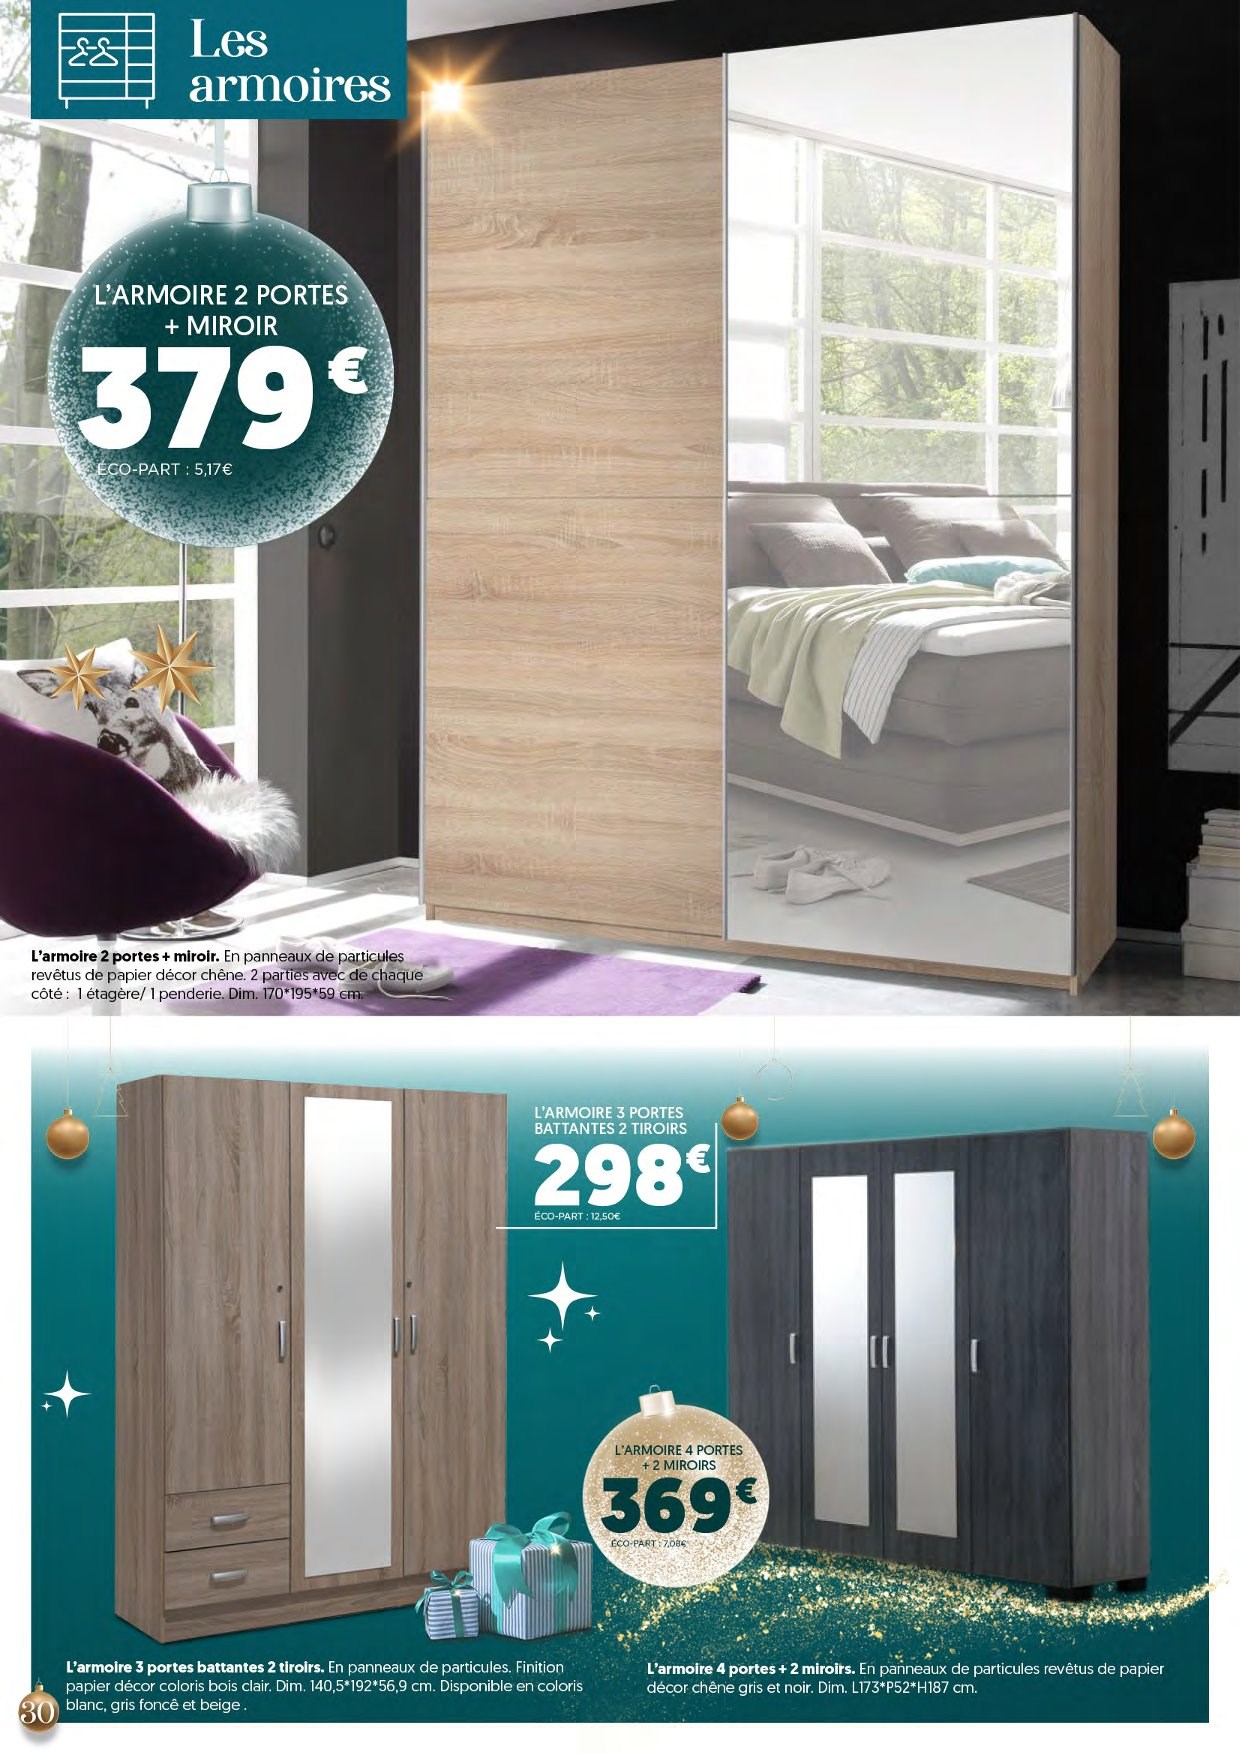 Les
armoires
L'ARMOIRE 2 PORTES
+ MIROIR
379€
ÉCO-PART : 5,17€
L'armoire 2 portes + miroir. En panneaux de particules
revêtus de papier décor chêne. 2 parties avec de chaque
côté : 1 étagère/ 1 penderie. Dim. 170*195*59 cm.
L'ARMOIRE 3 PORTES
BATTANTES 2 TIROIRS
298€
ÉCO-PART : 12,50€
L'ARMOIRE 4 PORTES
+ 2 MIROIRS
369€
ÉCO-PART : 7,08€
L'armoire 3 portes battantes 2 tiroirs. En panneaux de particules. Finition
papier décor coloris bois clair. Dim. 140,5*192*56,9 cm. Disponible en coloris
blanc, gris foncé et beige .
L'armoire 4 portes + 2 miroirs. En panneaux de particules revêtus de papier
décor chêne gris et noir. Dim. L173*P52*H187 cm.
30